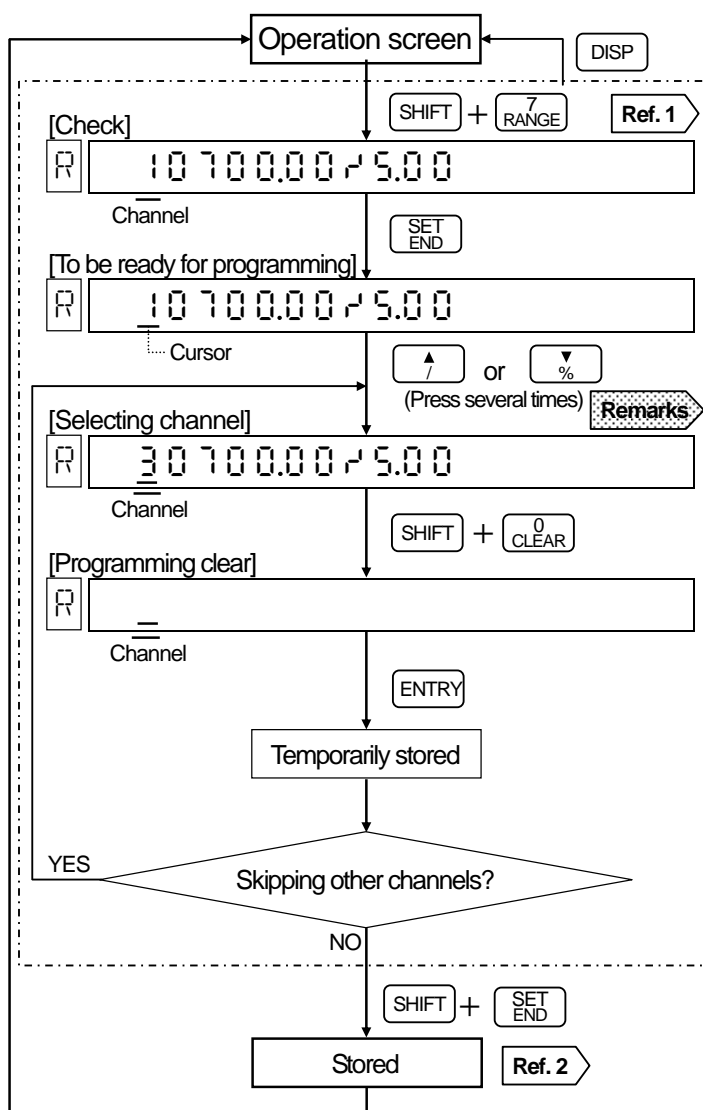 Operation screen
DISP
SHIFT + 7 RANGE
Ref. 1
[Check]
R 10700.00 r 5.00
Channel
SET END
[To be ready for programming]
R 10700.00 r 5.00
Cursor
▲ / or ▼ %
(Press several times)
Remarks
[Selecting channel]
R 30700.00 r 5.00
Channel
SHIFT + 0 CLEAR
[Programming clear]
R
Channel
ENTRY
Temporarily stored
YES
Skipping other channels?
NO
SHIFT + SET END
Stored
Ref. 2